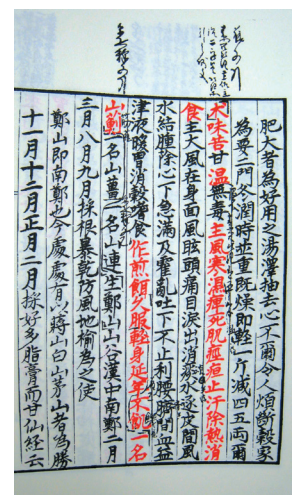 肥大者為好用之湯澤抽去心不爾令人煩斷穀家
為要二門冬潤時並重既燥即輕一斤減四五兩爾
术味苦甘温無毒主風寒濕痺死肌痙疸止汗除熱消
食主大風在身面風眩頭痛目淚出消痰水逐皮間風
水結腫除心下急滿及霍亂吐下不止利腰臍間血益
津液暖胃消穀嗜食作煎餌久服輕身延年不飢一名
山薊一名山薑一名山連生鄭山山谷漢中南鄭二月
三月八月九月採根暴乾防風地榆為之使
鄭山即南鄭也今處處有以蔣山白山茅山者為勝
十一月十二月正月二月採好多脂膏而甘仙經云